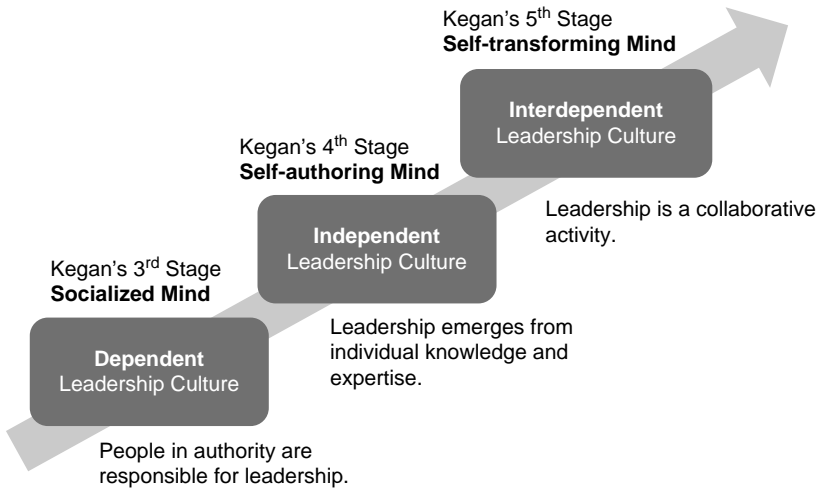 Kegan's 5th Stage
Self-transforming Mind
Interdependent
Leadership Culture
Leadership is a collaborative
activity.
Kegan's 4th Stage
Self-authoring Mind
Independent
Leadership Culture
Leadership emerges from
individual knowledge and
expertise.
Kegan's 3rd Stage
Socialized Mind
Dependent
Leadership Culture
People in authority are
responsible for leadership.